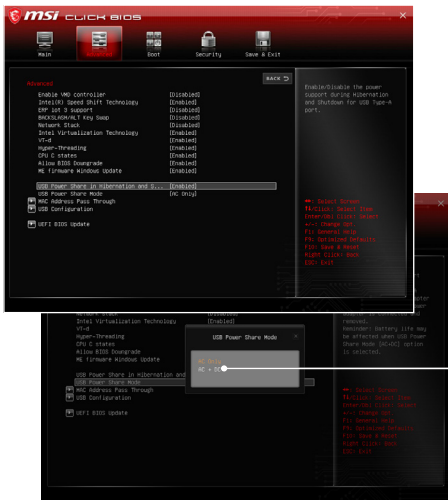 msi CLICK BIOS
×
Main
Boot
Security
Save & Exit
BACK
Advanced
Enable VMD controller [Disabled]
Intel(R) Speed Shift Technology [Enabled]
ERP lot 3 support [Disabled]
BACKSLASH/ALT Key Swap [Disabled]
Network Stack [Disabled]
Intel Virtualization Technology [Enabled]
VT-d [Enabled]
Hyper-Threading [Enabled]
CPU C states [Enabled]
Allow BIOS Downgrade [Enabled]
ME firmware Windows Update [Enabled]
USB Power Share in Hibernation and S... [Enabled]
USB Power Share Mode [AC Only]
MAC Address Pass Through
USB Configuration
UEFI BIOS Update
Enable/Disable the power
support during Hibernation
and Shutdown for USB Type-A
port.
↔: Select Screen
↑↓/Click: Select Item
Enter/Dbl Click: Select
+/-: Change Opt
F1: General Help
F9: Optimized Defaults
F10: Save & Reset
Right Click: Back
ESC: Exit
×
removed.
Reminder: Battery life may
be affected when USB Power
Share Mode [AC+DC] option
is selected.
Intel Virtualization Technology [Enabled]
VT-d
Hyper-Threading
CPU C states
Allow BIOS Downgrade
ME firmware Windows Update
USB Power Share in Hibernation and
USB Power Share Mode
MAC Address Pass Through
USB Configuration
UEFI BIOS Update
USB Power Share Mode ×
AC Only
AC + DC
↔: Select Screen
↑↓/Click: Select Item
Enter/Dbl Click: Select
+/-: Change Opt
F1: General Help
F9: Optimized Defaults
F10: Save & Reset
Right Click: Back
ESC: Exit